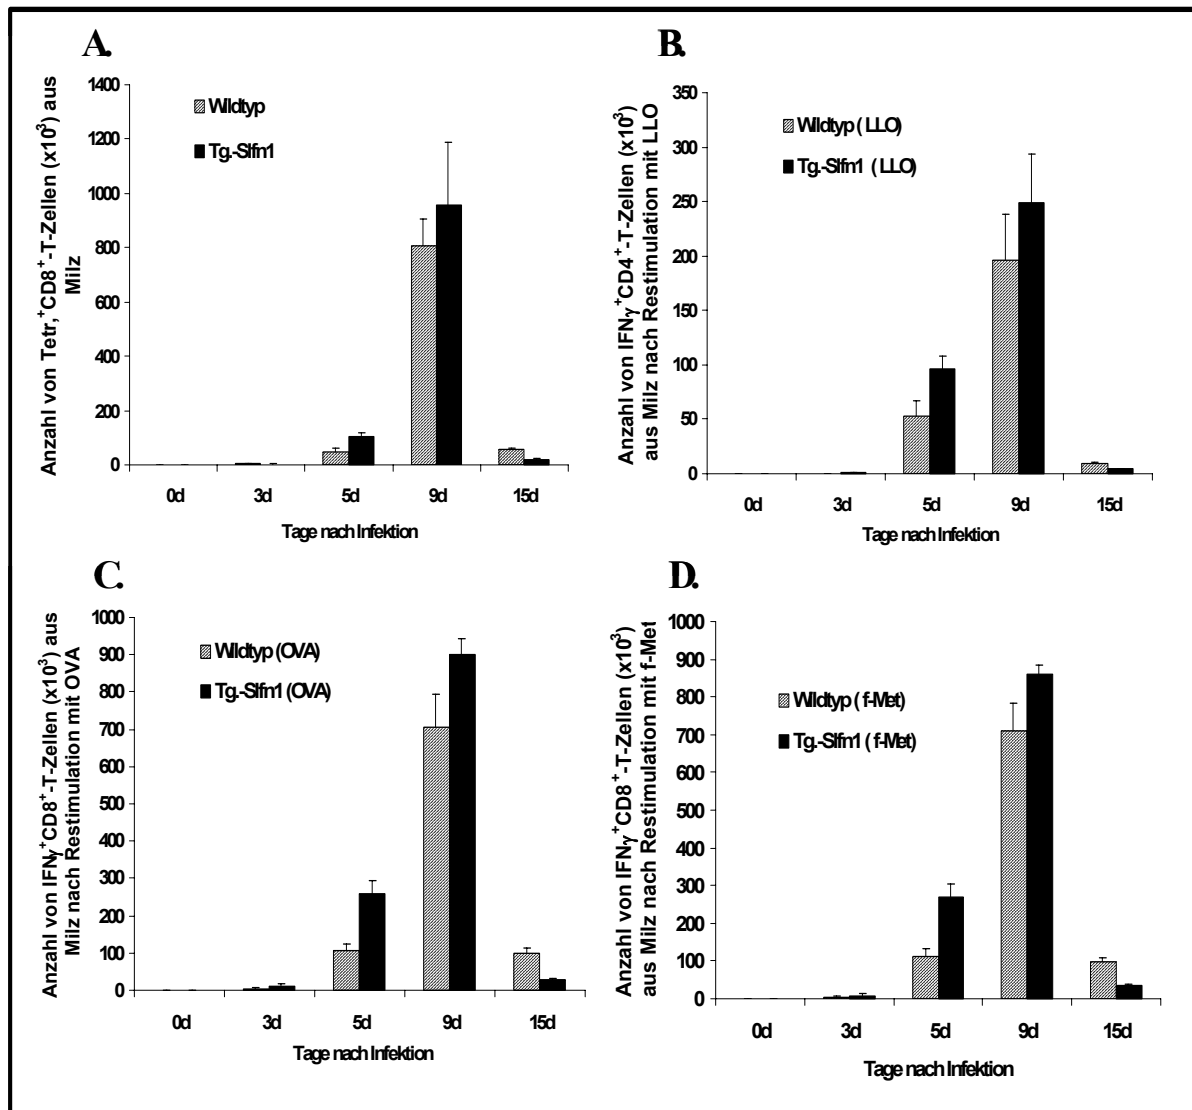 A.
Anzahl von Tetr,⁺CD8⁺-T-Zellen (x10³) aus
Milz
1400
1200
1000
800
600
400
200
0
Wildtyp
Tg.-Slfn1
0d 3d 5d 9d 15d
Tage nach Infektion
B.
Anzahl von IFNγ⁺CD4⁺-T-Zellen (x10³)
aus Milz nach Restimulation mit LLO
350
300
250
200
150
100
50
0
Wildtyp ( LLO)
Tg.-Slfn1 ( LLO)
0d 3d 5d 9d 15d
Tage nach Infektion
C.
Anzahl von IFNγ⁺CD8⁺-T-Zellen (x10³) aus
Milz nach Restimulation mit OVA
1000
900
800
700
600
500
400
300
200
100
0
Wildtyp (OVA)
Tg.-Slfn1 (OVA)
0d 3d 5d 9d 15d
Tage nach Infektion
D.
Anzahl von IFNγ⁺CD8⁺-T-Zellen (x10³)
aus Milz nach Restimulation mit f-Met
1000
900
800
700
600
500
400
300
200
100
0
Wildtyp ( f-Met)
Tg.-Slfn1 ( f-Met)
0d 3d 5d 9d 15d
Tage nach Infektion